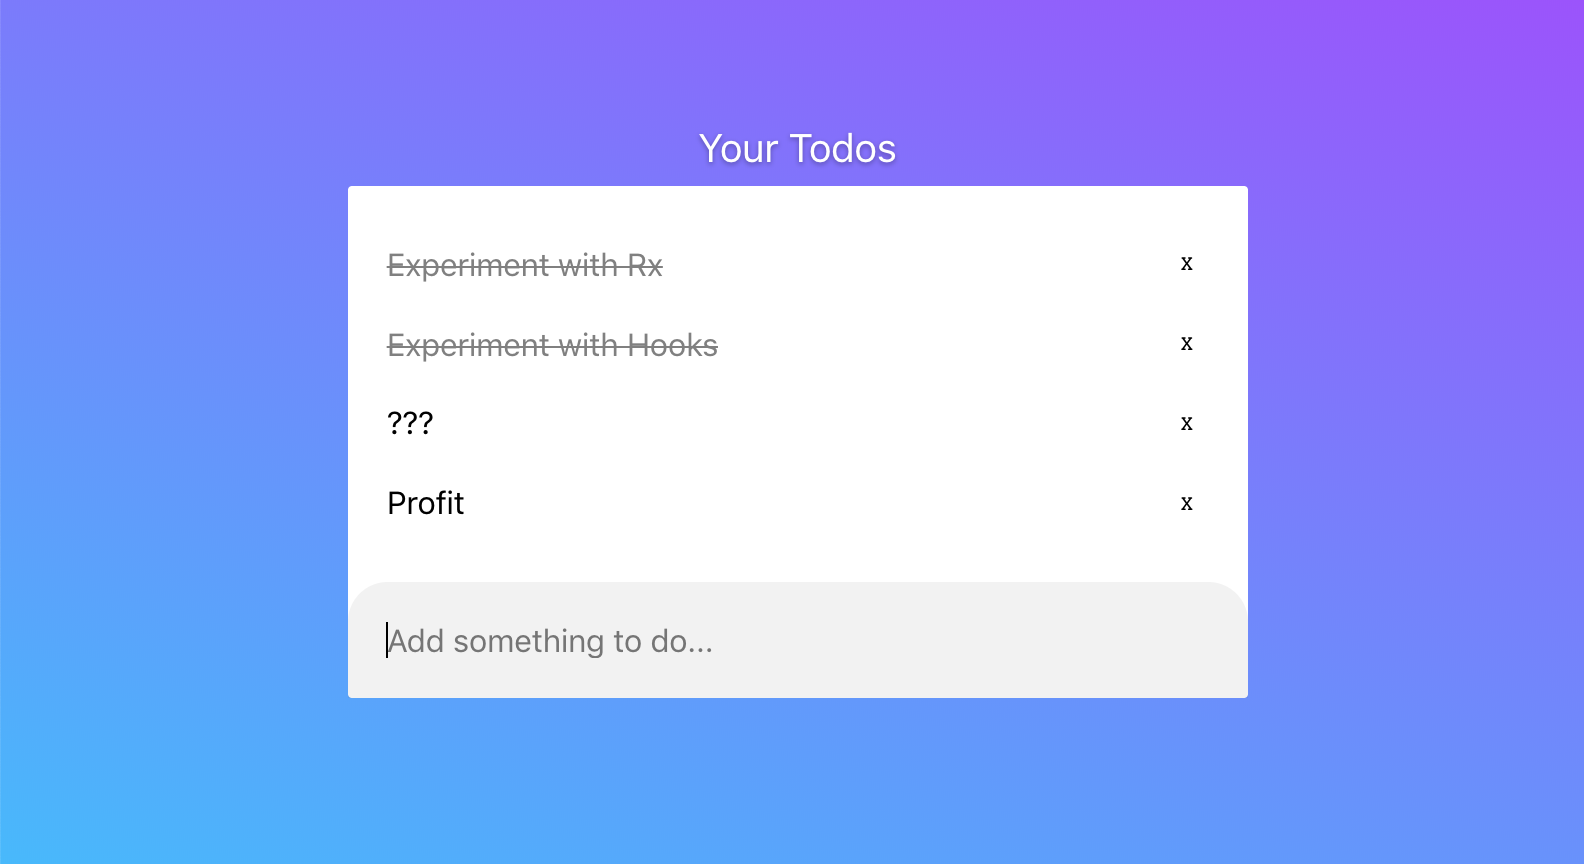 Your Todos
Experiment with Rx x
Experiment with Hooks x
??? x
Profit x
Add something to do...